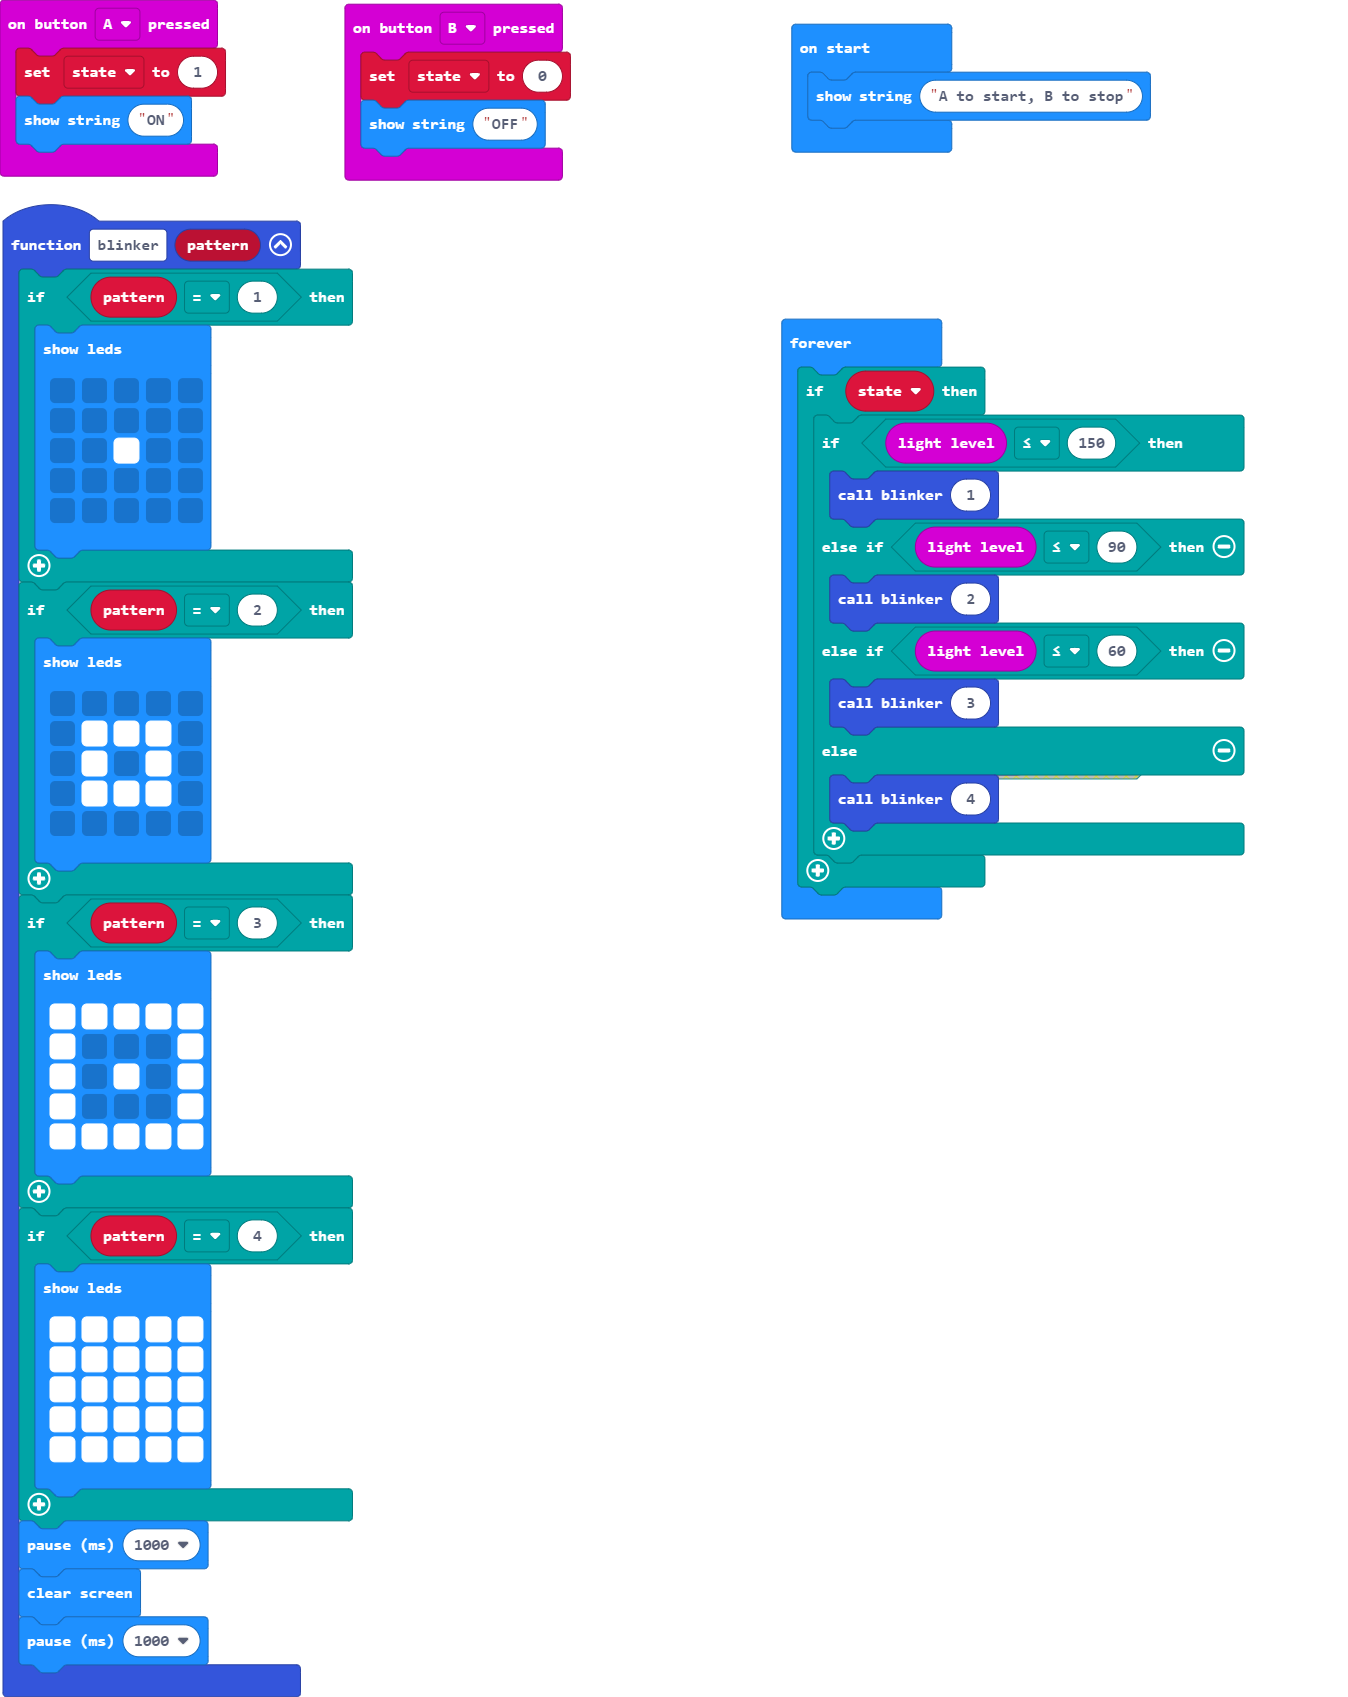 on button A pressed
set state to 1
show string "ON"
on button B pressed
set state to 0
show string "OFF"
on start
show string "A to start, B to stop"
function blinker pattern
if pattern = 1 then
show leds
if pattern = 2 then
show leds
if pattern = 3 then
show leds
if pattern = 4 then
show leds
pause (ms) 1000
clear screen
pause (ms) 1000
forever
if state then
if light level ≤ 150 then
call blinker 1
else if light level ≤ 90 then
call blinker 2
else if light level ≤ 60 then
call blinker 3
else
call blinker 4